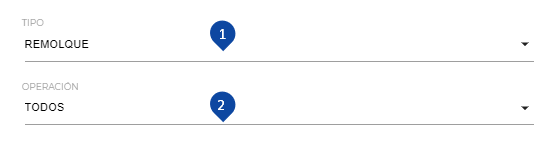 TIPO
REMOLQUE 1
OPERACIÓN
TODOS 2